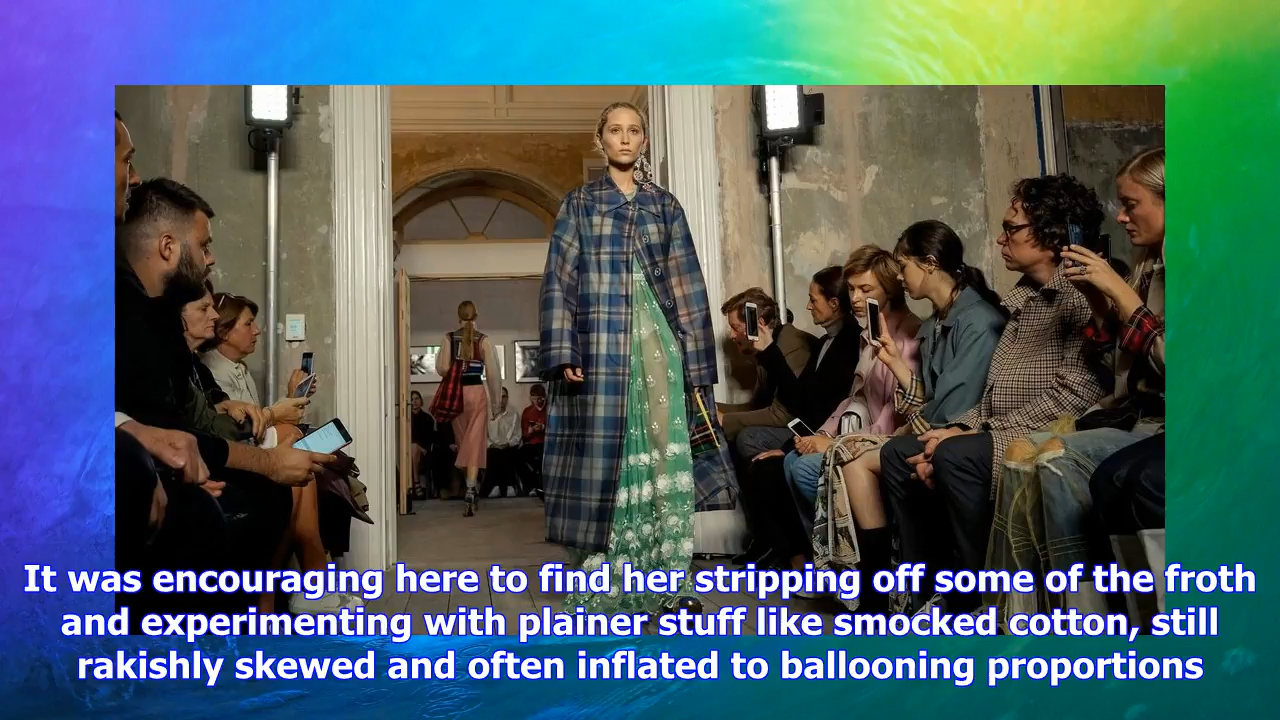 It was encouraging here to find her stripping off some of the froth
and experimenting with plainer stuff like smocked cotton, still
rakishly skewed and often inflated to ballooning proportions